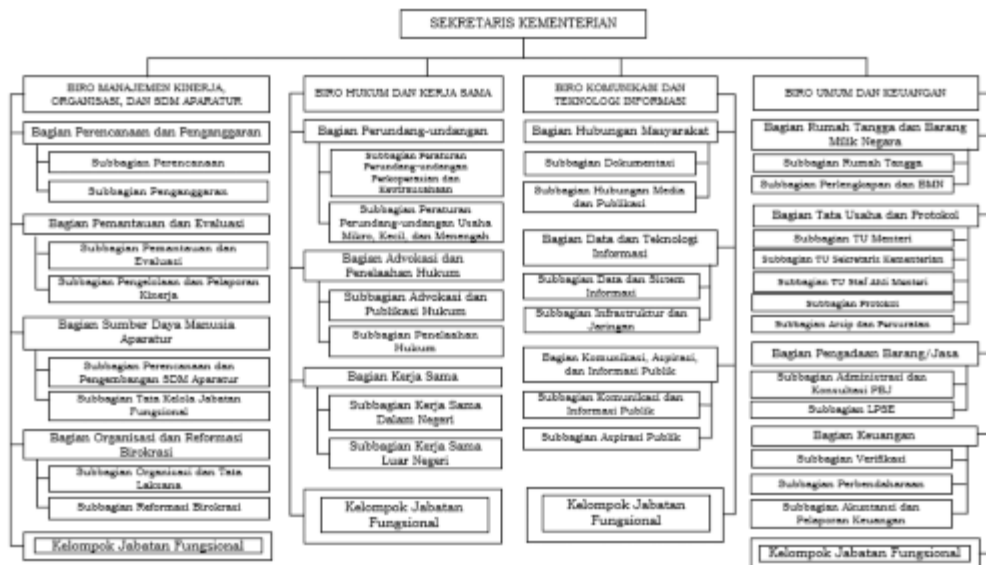 SEKRETARIS KEMENTERIAN
BIRO MANAJEMEN KINERJA,
ORGANISASI, DAN SDM APARATUR
Bagian Perencanaan dan Penganggaran
Subbagian Perencanaan
Subbagian Penganggaran
Bagian Pemantauan dan Evaluasi
Subbagian Pemantauan dan
Evaluasi
Subbagian Pengelolaan dan Pelaporan
Kinerja
Bagian Sumber Daya Manusia
Aparatur
Subbagian Perencanaan dan
Pengembangan SDM Aparatur
Subbagian Tata Kelola Jabatan
Fungsional
Bagian Organisasi dan Reformasi
Birokrasi
Subbagian Organisasi dan Tata
Laksana
Subbagian Reformasi Birokrasi
Kelompok Jabatan Fungsional
BIRO HUKUM DAN KERJA SAMA
Bagian Perundang-undangan
Subbagian Peraturan
Perundang-undangan
Perkoperasian dan
Kewirausahaan
Subbagian Peraturan
Perundang-undangan Usaha
Mikro, Kecil, dan Menengah
Bagian Advokasi dan
Penelaahan Hukum
Subbagian Advokasi dan
Publikasi Hukum
Subbagian Penelaahan
Hukum
Bagian Kerja Sama
Subbagian Kerja Sama
Dalam Negeri
Subbagian Kerja Sama
Luar Negeri
Kelompok Jabatan
Fungsional
BIRO KOMUNIKASI DAN
TEKNOLOGI INFORMASI
Bagian Hubungan Masyarakat
Subbagian Dokumentasi
Subbagian Hubungan Media
dan Publikasi
Bagian Data dan Teknologi
Informasi
Subbagian Data dan Sistem
Informasi
Subbagian Infrastruktur dan
Jaringan
Bagian Komunikasi, Aspirasi,
dan Informasi Publik
Subbagian Komunikasi dan
Informasi Publik
Subbagian Aspirasi Publik
Kelompok Jabatan
Fungsional
BIRO UMUM DAN KEUANGAN
Bagian Rumah Tangga dan Barang
Milik Negara
Subbagian Rumah Tangga
Subbagian Perlengkapan dan BMN
Bagian Tata Usaha dan Protokol
Subbagian TU Menteri
Subbagian TU Sekretaris Kementerian
Subbagian TU Staf Ahli Menteri
Subbagian Protokol
Subbagian Arsip dan Persuratan
Bagian Pengadaan Barang/Jasa
Subbagian Administrasi dan
Konsultasi PBJ
Subbagian LPSE
Bagian Keuangan
Subbagian Verifikasi
Subbagian Perbendaharaan
Subbagian Akuntansi dan
Pelaporan Keuangan
Kelompok Jabatan Fungsional